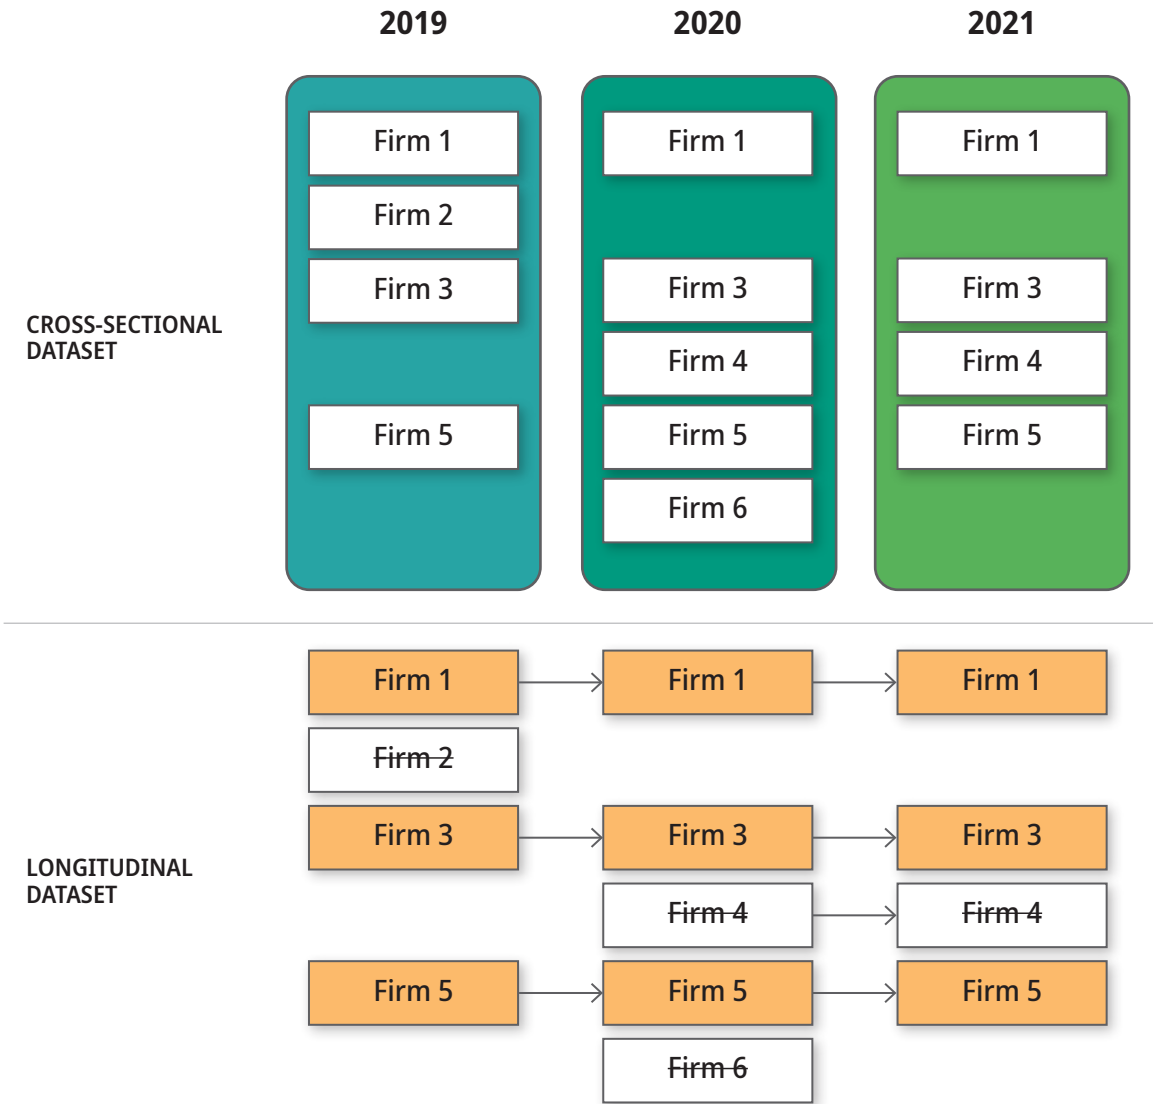 2019 2020 2021
Firm 1 Firm 1 Firm 1
Firm 2
Firm 3 Firm 3 Firm 3
CROSS-SECTIONAL
DATASET
Firm 4 Firm 4
Firm 5 Firm 5 Firm 5
Firm 6
Firm 1 Firm 1 Firm 1
Firm 2
Firm 3 Firm 3 Firm 3
LONGITUDINAL
DATASET
Firm 4 Firm 4
Firm 5 Firm 5 Firm 5
Firm 6